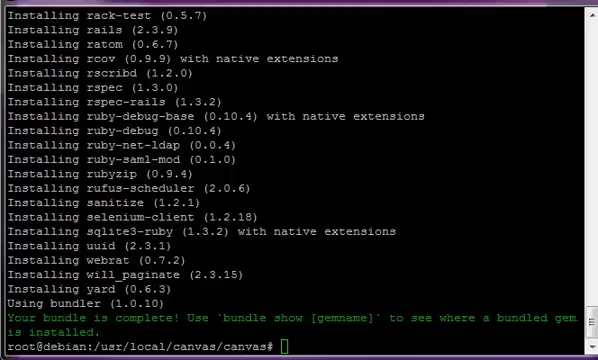 Installing rack-test (0.5.7)
Installing rails (2.3.9)
Installing ratom (0.6.7)
Installing rcov (0.9.9) with native extensions
Installing rscribd (1.2.0)
Installing rspec (1.3.0)
Installing rspec-rails (1.3.2)
Installing ruby-debug-base (0.10.4) with native extensions
Installing ruby-debug (0.10.4)
Installing ruby-net-ldap (0.0.4)
Installing ruby-saml-mod (0.1.0)
Installing rubyzip (0.9.4)
Installing rufus-scheduler (2.0.6)
Installing sanitize (1.2.1)
Installing selenium-client (1.2.18)
Installing sqlite3-ruby (1.3.2) with native extensions
Installing uuid (2.3.1)
Installing webrat (0.7.2)
Installing will_paginate (2.3.15)
Installing yard (0.6.3)
Using bundler (1.0.10)
Your bundle is complete! Use `bundle show [gemname]` to see where a bundled gem
is installed.
root@debian:/usr/local/canvas/canvas#